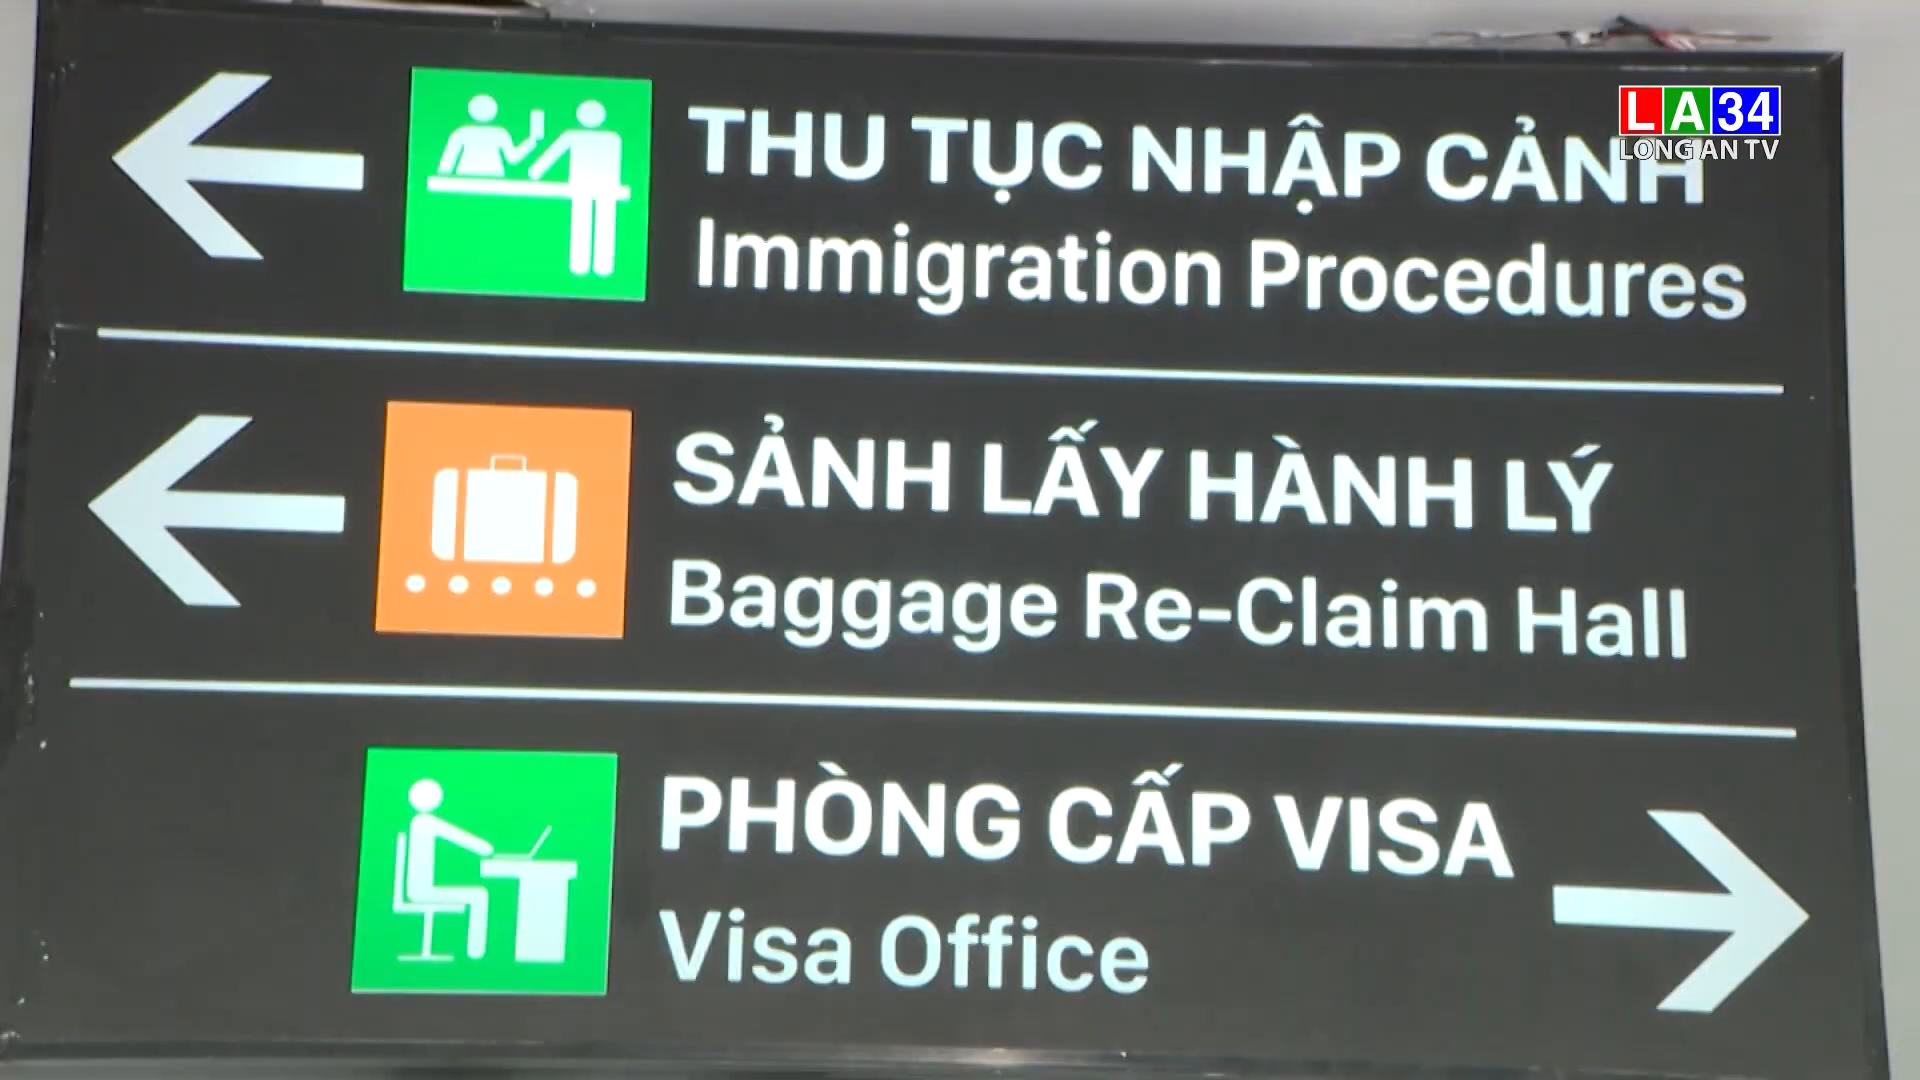 THU TỤC NHẬP CẢNH
Immigration Procedures
SẢNH LẤY HÀNH LÝ
Baggage Re-Claim Hall
PHÒNG CẤP VISA
Visa Office
LA34
LONG AN TV